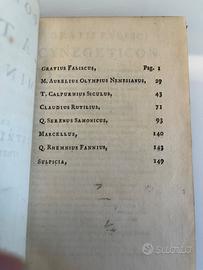 GRATIUS FALISCUS, Pag. 1
M. AURELIUS OLYMPIUS NEMESIANUS, 29
T. CALPURNIUS SICULUS, 43
CLAUDIUS RUTILIUS, 71
Q. SERENUS SAMONICUS, 93
MARCELLUS, 140
Q. RHEMNIUS FANNIUS, 143
SULPICIA, 149
SUBITO